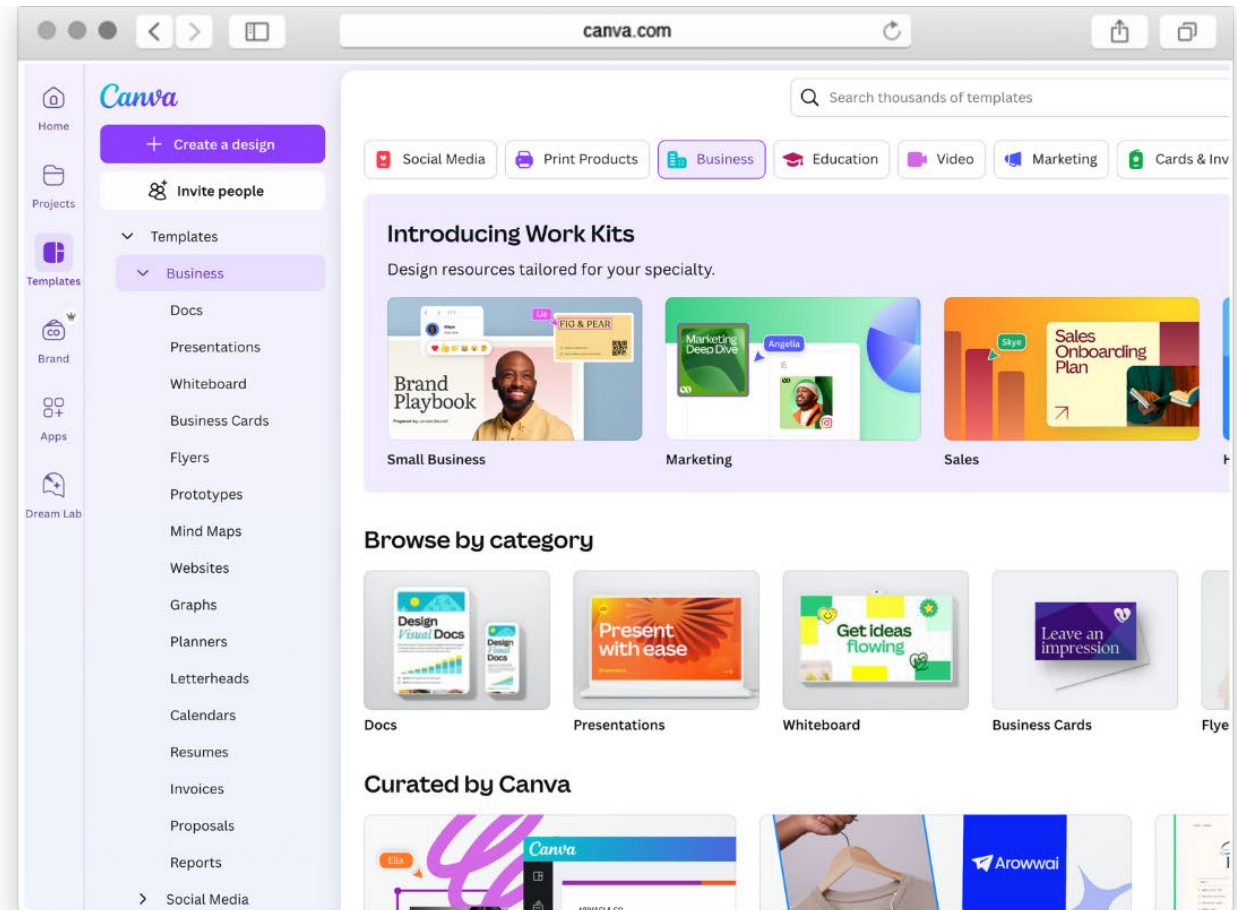 canva.com
Home
Projects
Templates
Brand
Apps
Dream Lab
Canva
Create a design
Invite people
Templates
Business
Docs
Presentations
Whiteboard
Business Cards
Flyers
Prototypes
Mind Maps
Websites
Graphs
Planners
Letterheads
Calendars
Resumes
Invoices
Proposals
Reports
Social Media
Search thousands of templates
Social Media
Print Products
Business
Education
Video
Marketing
Cards & Inv
Introducing Work Kits
Design resources tailored for your specialty.
Lia
FIG & PEAR
Brand
Playbook
Small Business
Marketing
Deep Dive
Angelia
Marketing
Skye
Sales
Onboarding
Plan
Sales
Browse by category
Design
Visual Docs
Design
Visual
Docs
Docs
Present
with ease
Presentations
Get ideas
flowing
Whiteboard
Leave an
impression
Business Cards
Flye
Curated by Canva
Ella
Canva
Arowwai